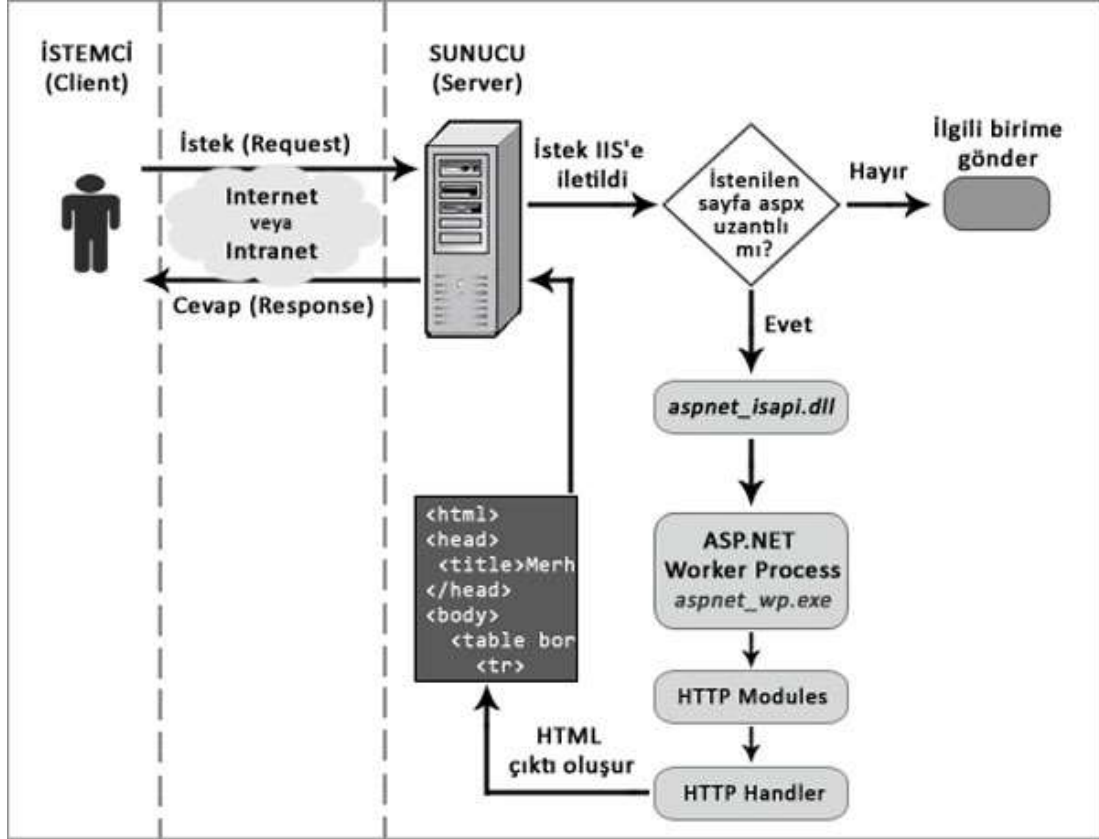 İSTEMCİ
(Client)
SUNUCU
(Server)
İstek (Request)
Internet
veya
Intranet
Cevap (Response)
İstek IIS'e
iletildi
İstenilen
sayfa aspx
uzantılı
mı?
Hayır
İlgili birime
gönder
Evet
aspnet_isapi.dll
ASP.NET
Worker Process
aspnet_wp.exe
HTTP Modules
HTTP Handler
HTML
çıktı oluşur
<html>
<head>
<title>Merh
</head>
<body>
<table bor
<tr>